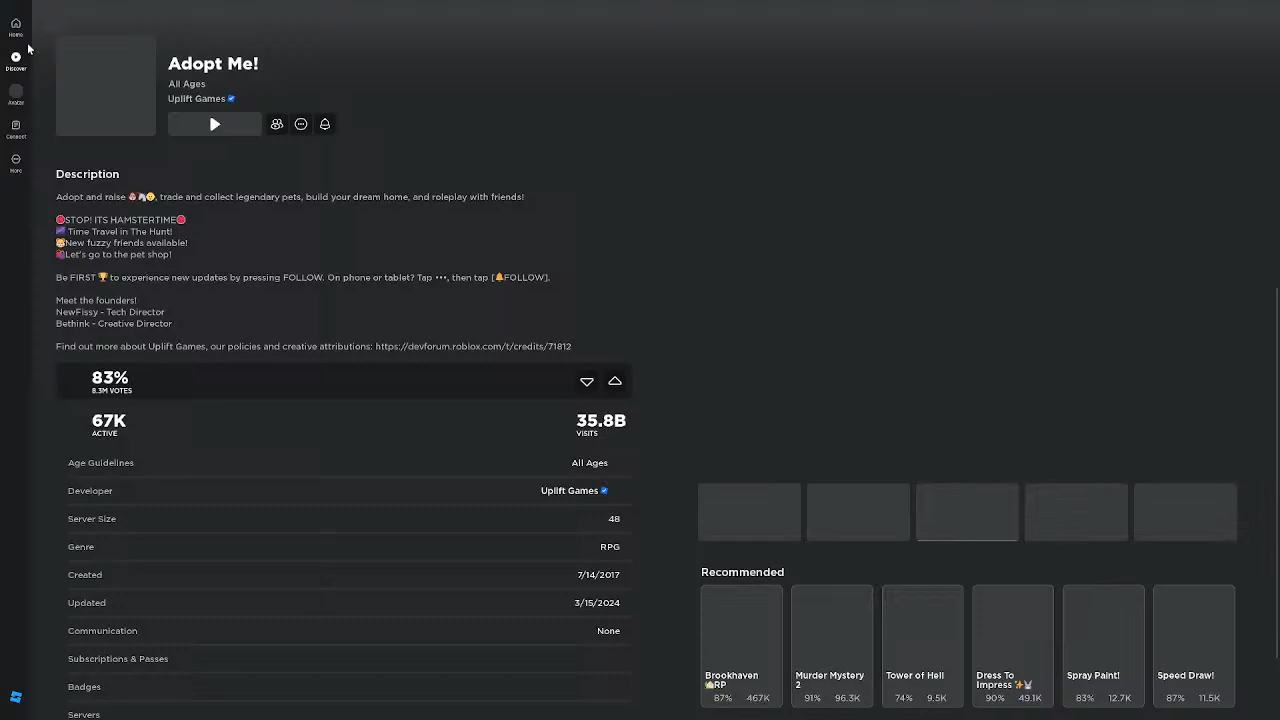 Home
Discover
Avatar
Connect
More
Adopt Me!
All Ages
Uplift Games
Description
Adopt and raise 🎅🦄👶, trade and collect legendary pets, build your dream home, and roleplay with friends!
🛑STOP! ITS HAMSTERTIME🛑
Time Travel in The Hunt!
🐹New fuzzy friends available!
Let's go to the pet shop!
Be FIRST 🏆 to experience new updates by pressing FOLLOW. On phone or tablet? Tap •••, then tap [🔔FOLLOW].
Meet the founders!
NewFissy - Tech Director
Bethink - Creative Director
Find out more about Uplift Games, our policies and creative attributions: https://devforum.roblox.com/t/credits/71812
83%
8.3M VOTES
67K
ACTIVE
35.8B
VISITS
Age Guidelines All Ages
Developer Uplift Games
Server Size 48
Genre RPG
Created 7/14/2017
Updated 3/15/2024
Communication None
Subscriptions & Passes
Badges
Servers
Recommended
Brookhaven
🏡RP
87% 467K
Murder Mystery
2
91% 96.3K
Tower of Hell
74% 9.5K
Dress To
Impress ✨🐰
90% 49.1K
Spray Paint!
83% 12.7K
Speed Draw!
87% 11.5K